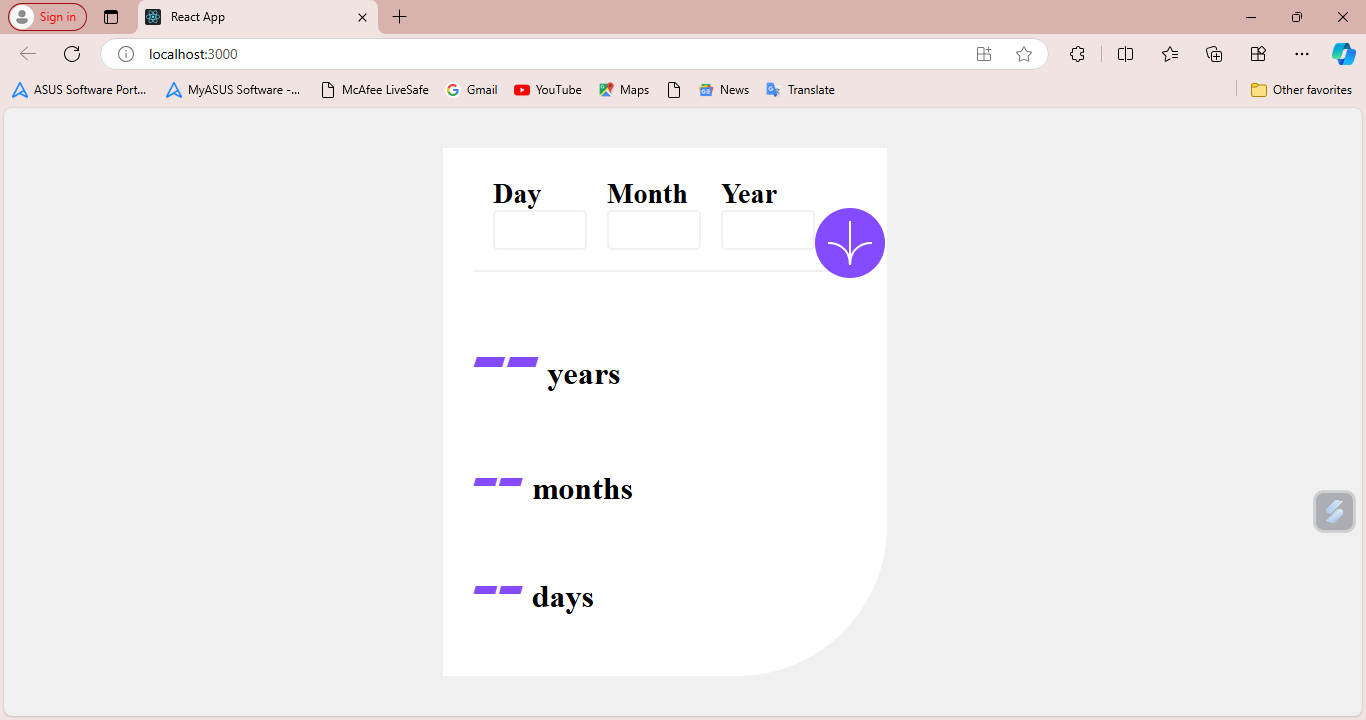 Sign in React App
localhost:3000
ASUS Software Port... MyASUS Software -... McAfee LiveSafe Gmail YouTube Maps News Translate Other favorites
Day Month Year
-- years
-- months
-- days